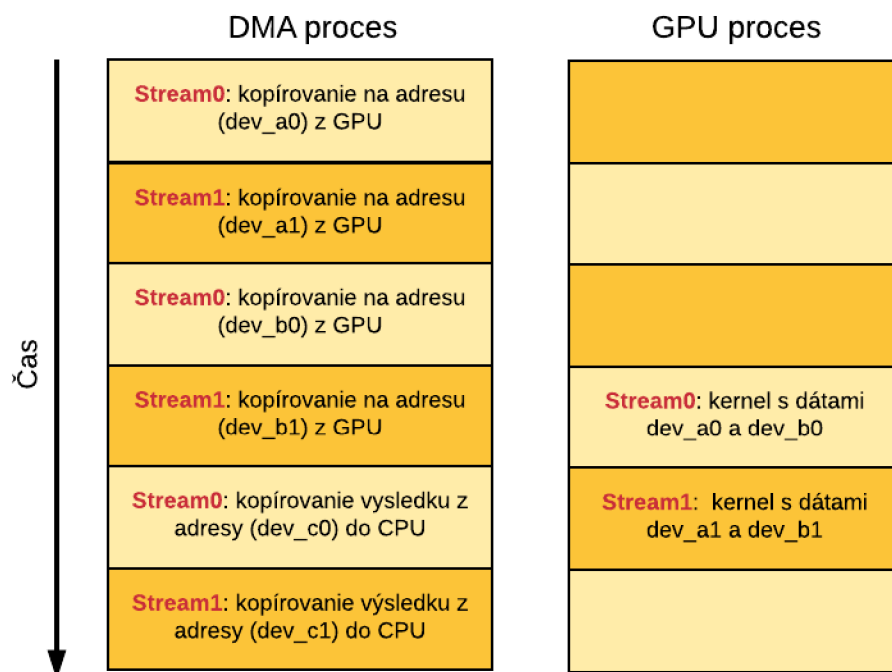 DMA proces
GPU proces
Čas
Stream0: kopírovanie na adresu
(dev_a0) z GPU
Stream1: kopírovanie na adresu
(dev_a1) z GPU
Stream0: kopírovanie na adresu
(dev_b0) z GPU
Stream1: kopírovanie na adresu
(dev_b1) z GPU
Stream0: kopírovanie vysledku z
adresy (dev_c0) do CPU
Stream1: kopírovanie výsledku z
adresy (dev_c1) do CPU
Stream0: kernel s dátami
dev_a0 a dev_b0
Stream1: kernel s dátami
dev_a1 a dev_b1